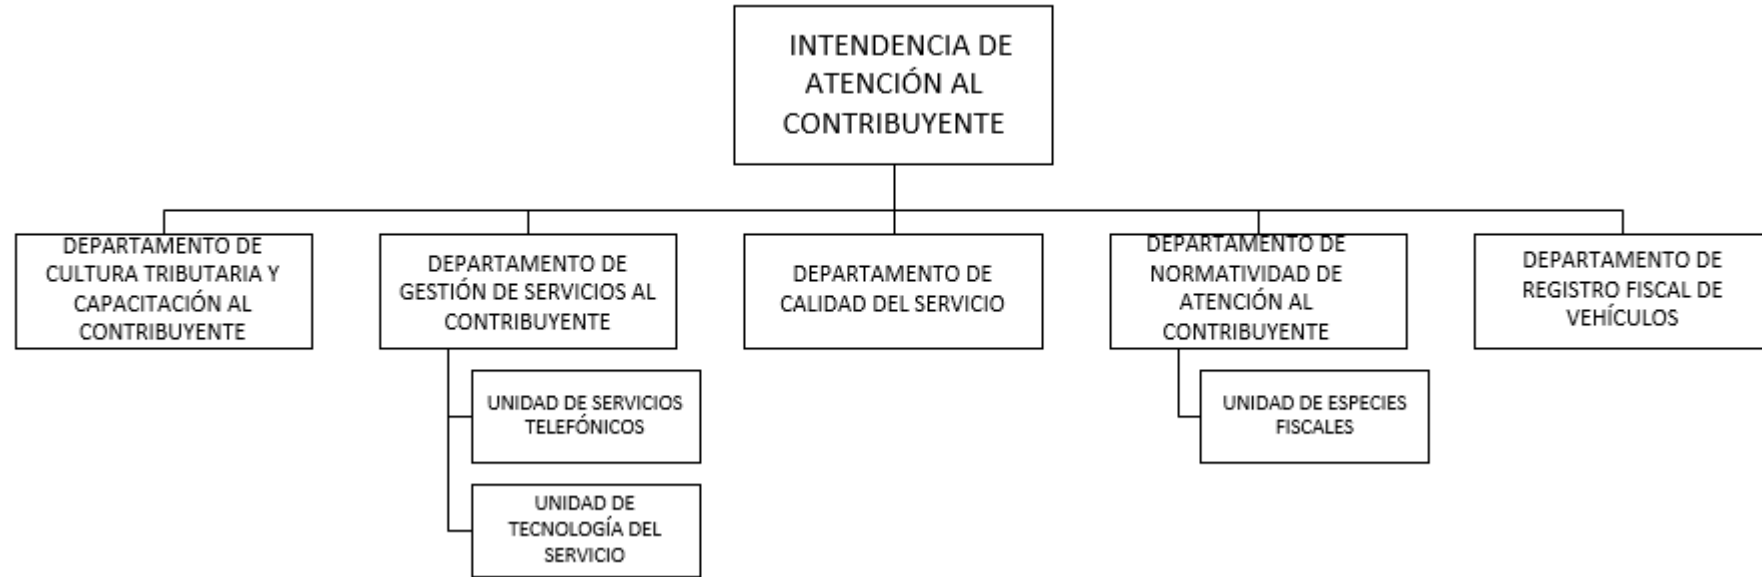 INTENDENCIA DE
ATENCIÓN AL
CONTRIBUYENTE
DEPARTAMENTO DE
CULTURA TRIBUTARIA Y
CAPACITACIÓN AL
CONTRIBUYENTE
DEPARTAMENTO DE
GESTIÓN DE SERVICIOS AL
CONTRIBUYENTE
DEPARTAMENTO DE
CALIDAD DEL SERVICIO
DEPARTAMENTO DE
NORMATIVIDAD DE
ATENCIÓN AL
CONTRIBUYENTE
DEPARTAMENTO DE
REGISTRO FISCAL DE
VEHÍCULOS
UNIDAD DE SERVICIOS
TELEFÓNICOS
UNIDAD DE ESPECIES
FISCALES
UNIDAD DE
TECNOLOGÍA DEL
SERVICIO